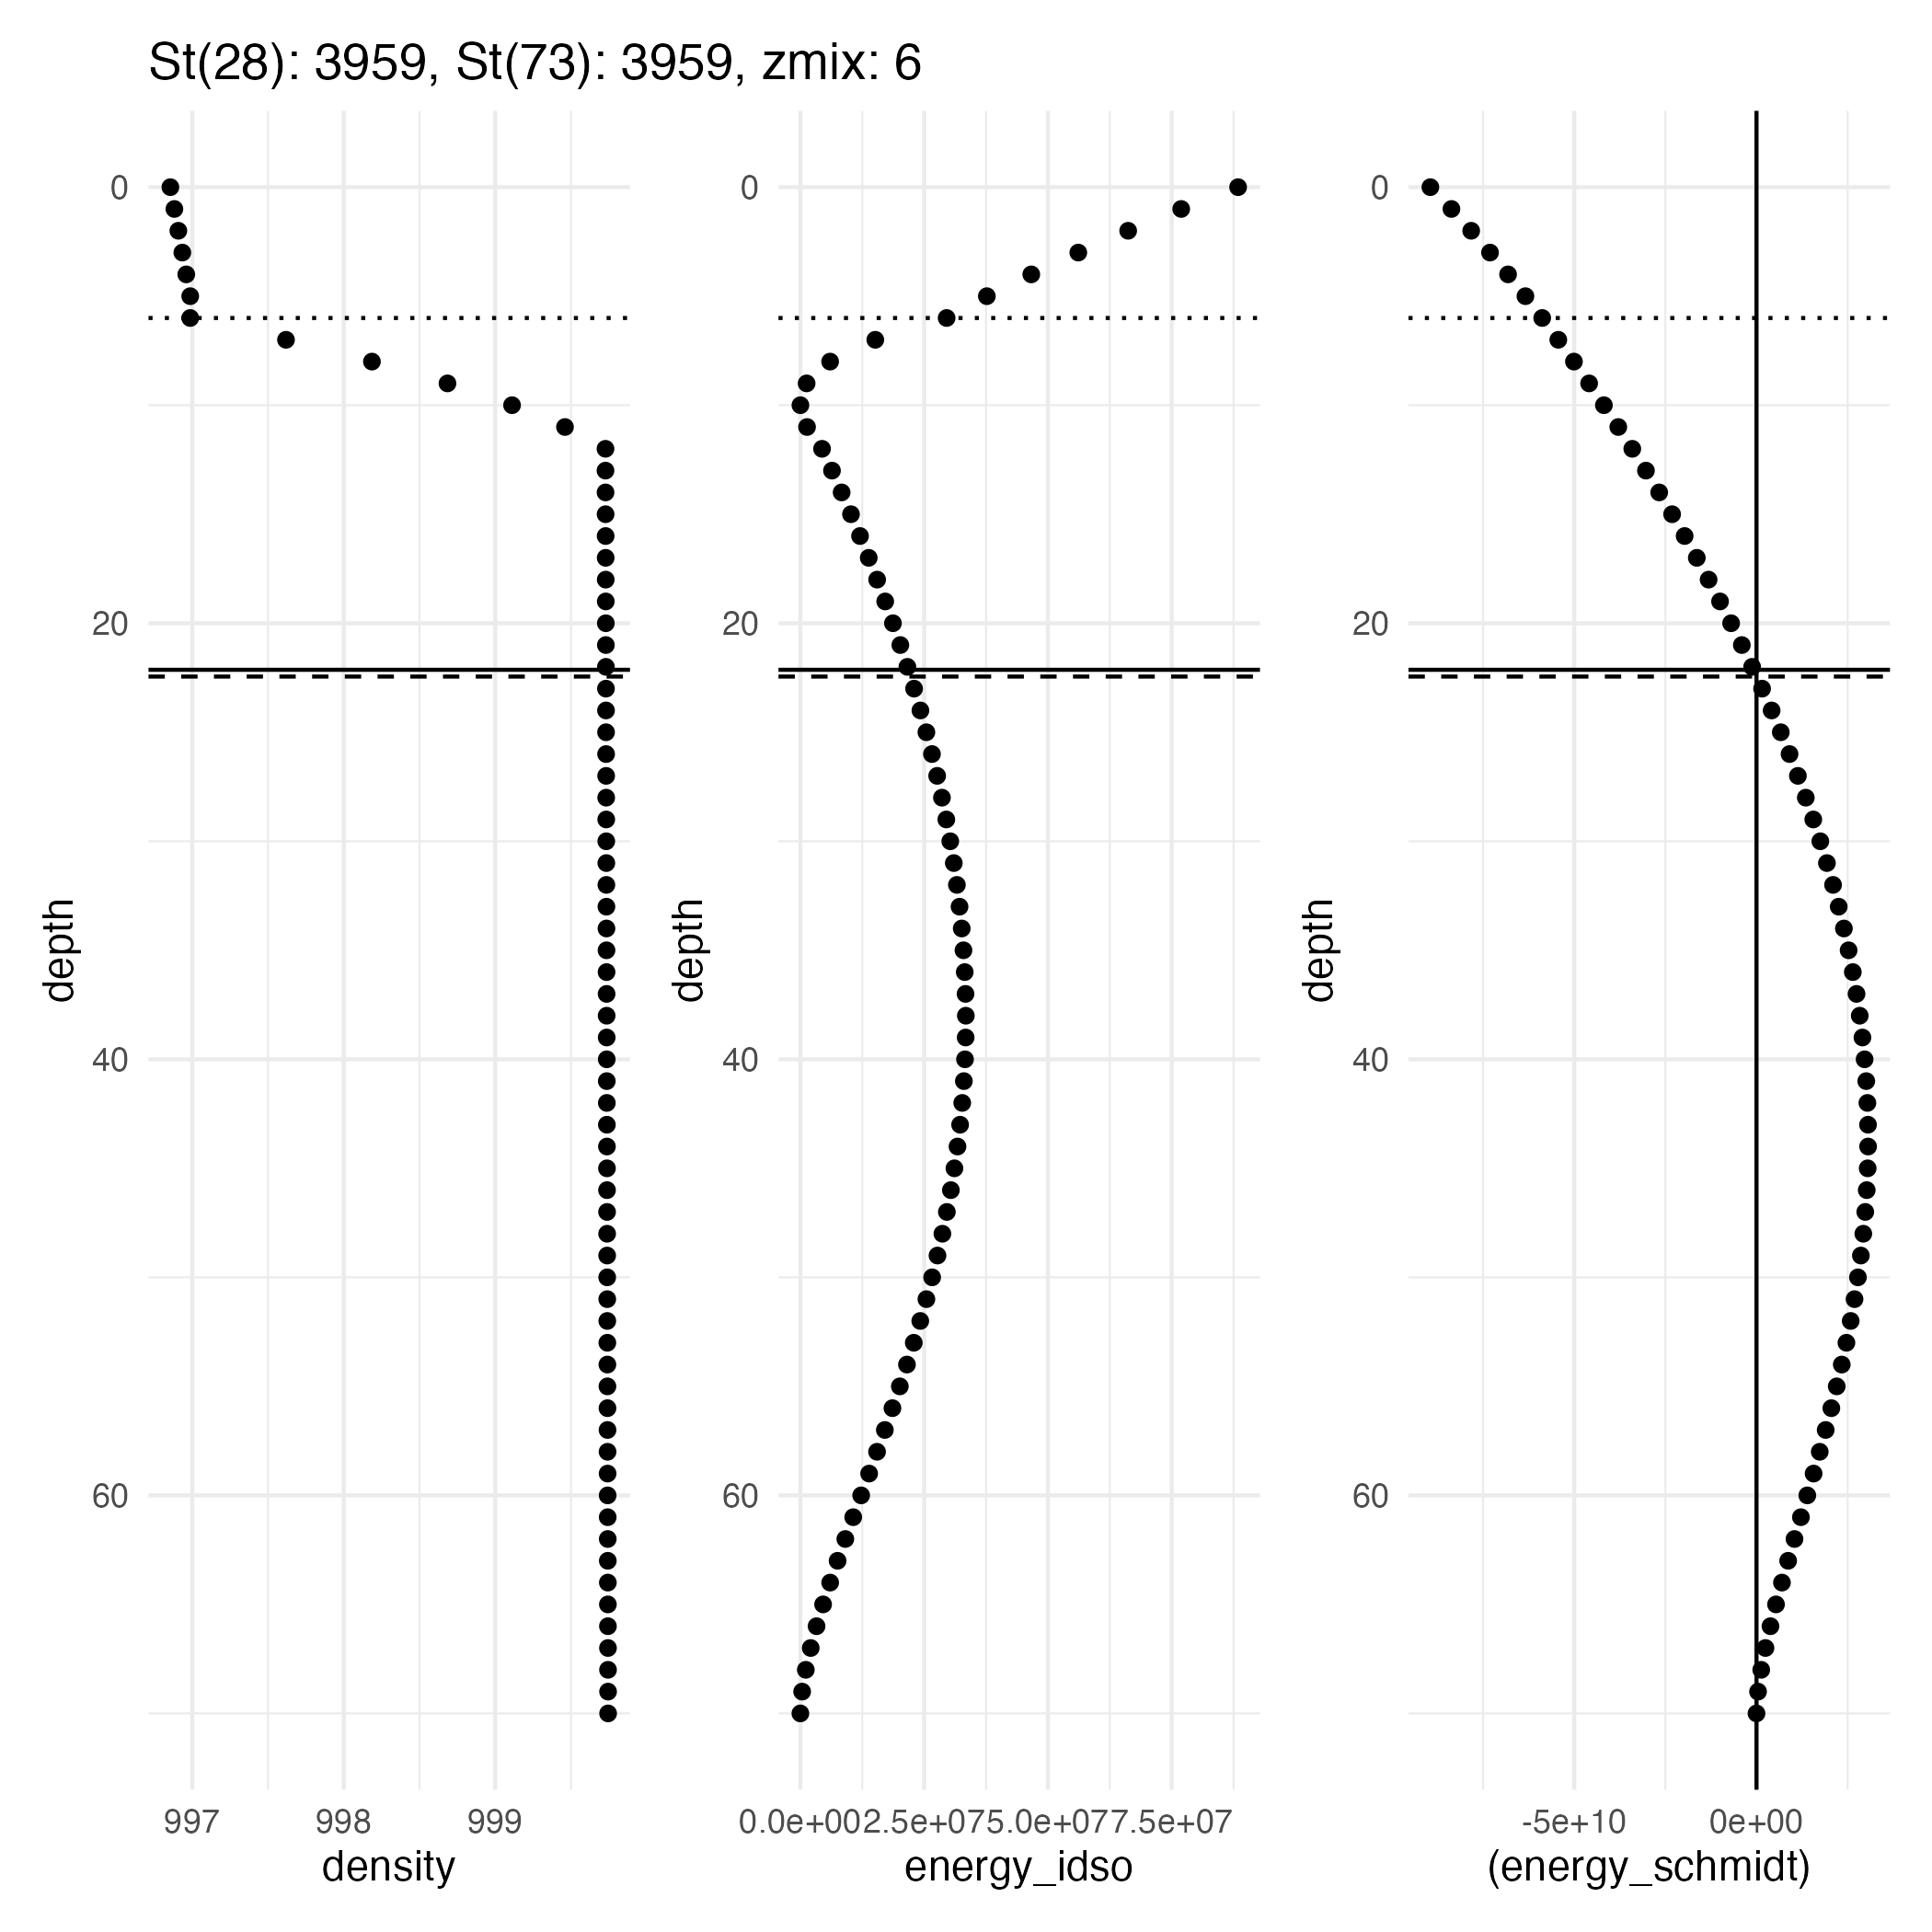 St(28): 3959, St(73): 3959, zmix: 6
depth
0
20
40
60
997 998 999
density
depth
0
20
40
60
0.0e+002.5e+075.0e+077.5e+07
energy_idso
depth
0
20
40
60
-5e+10 0e+00
(energy_schmidt)